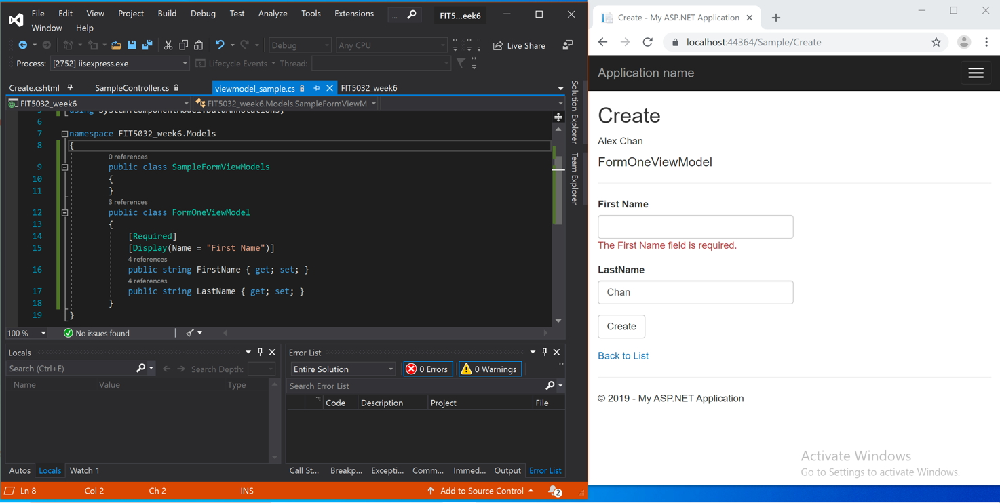 File Edit View Project Build Debug Test Analyze Tools Extensions ... FIT5...eek6
Window Help
Debug Any CPU Live Share
Process: [2752] iisexpress.exe Lifecycle Events Thread:
Create.cshtml SampleController.cs viewmodel_sample.cs FIT5032_week6
FIT5032_week6 FIT5032_week6.Models.SampleFormViewM
5 using System.ComponentModel.DataAnnotations;
6
7 namespace FIT5032_week6.Models
8 {
0 references
9 public class SampleFormViewModels
10 {
11 }
3 references
12 public class FormOneViewModel
13 {
14 [Required]
15 [Display(Name = "First Name")]
4 references
16 public string FirstName { get; set; }
4 references
17 public string LastName { get; set; }
18 }
19 }
100 % No issues found
Solution Explorer
Team Explorer
Locals
Search (Ctrl+E) Search Depth:
Name Value Type
Autos Locals Watch 1
Error List
Entire Solution 0 Errors 0 Warnings
Search Error List
Code Description Project File
Call St... Breakp... Excepti... Comm... Immed... Output Error List
Ln 8 Col 2 Ch 2 INS Add to Source Control 2
Create - My ASP.NET Application
localhost:44364/Sample/Create
Application name
Create
Alex Chan
FormOneViewModel
First Name
The First Name field is required.
LastName
Chan
Create
Back to List
© 2019 - My ASP.NET Application
Activate Windows
Go to Settings to activate Windows.